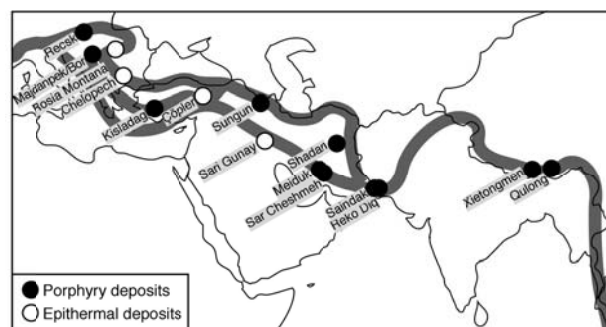 Recsk
Majdanpek/Bor
Rosia Montana
Chelopech
Kisladag
Çöpler
Sungun
Sari Gunay
Shadan
Meiduk
Sar Cheshmeh
Saindak
Reko Diq
Xietongmen
Qulong
Porphyry deposits
Epithermal deposits